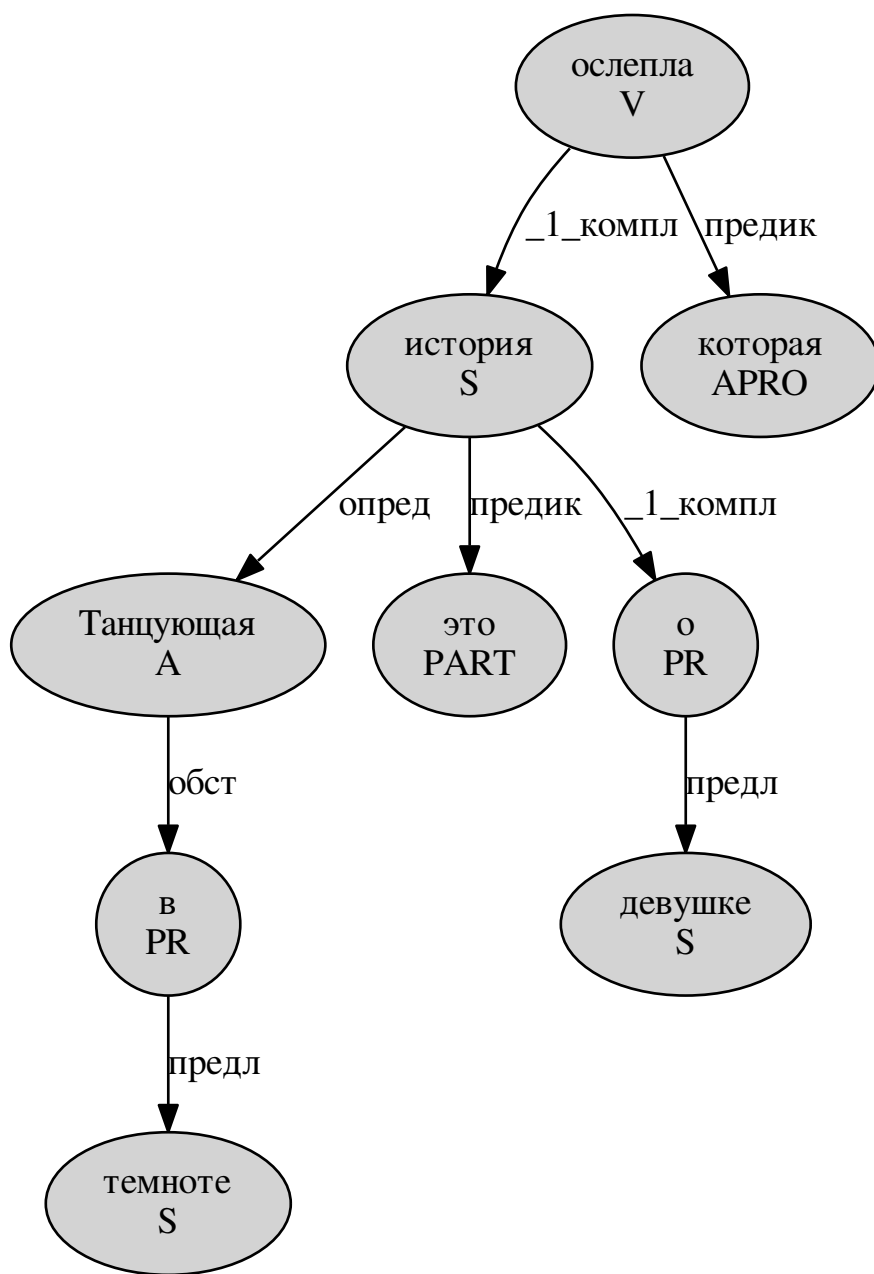 ослепла
V
_1_компл
предик
история
S
которая
APRO
опред
предик
_1_компл
Танцующая
A
это
PART
о
PR
обст
предл
в
PR
девушке
S
предл
темноте
S